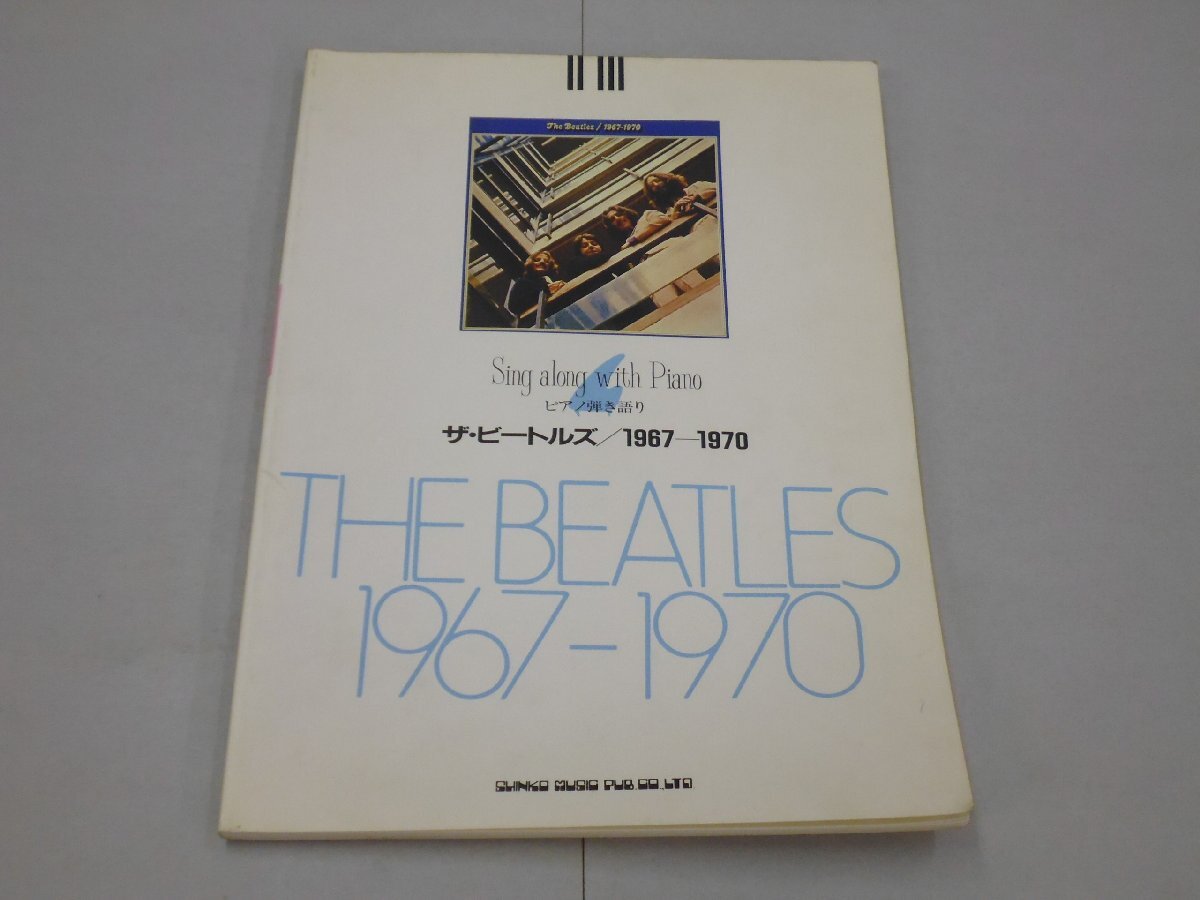 The Beatles / 1967-1970
Sing along with Piano
ピアノ弾き語り
ザ・ビートルズ／1967—1970
THE BEATLES
1967-1970
SHINKO MUSIC PUB. CO., LTD